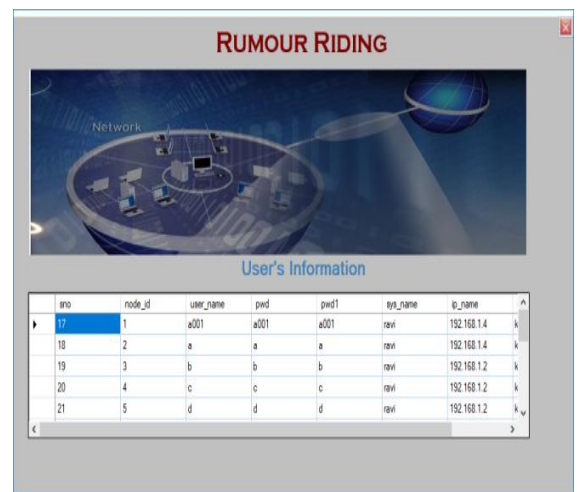 RUMOUR RIDING
Network
User's Information
sno node_id user_name pwd pwd1 sys_name ip_name
17 1 a001 a001 a001 ravi 192.168.1.4 k
18 2 a a a ravi 192.168.1.4 k
19 3 b b b ravi 192.168.1.2 k
20 4 c c c ravi 192.168.1.2 k
21 5 d d d ravi 192.168.1.2 k